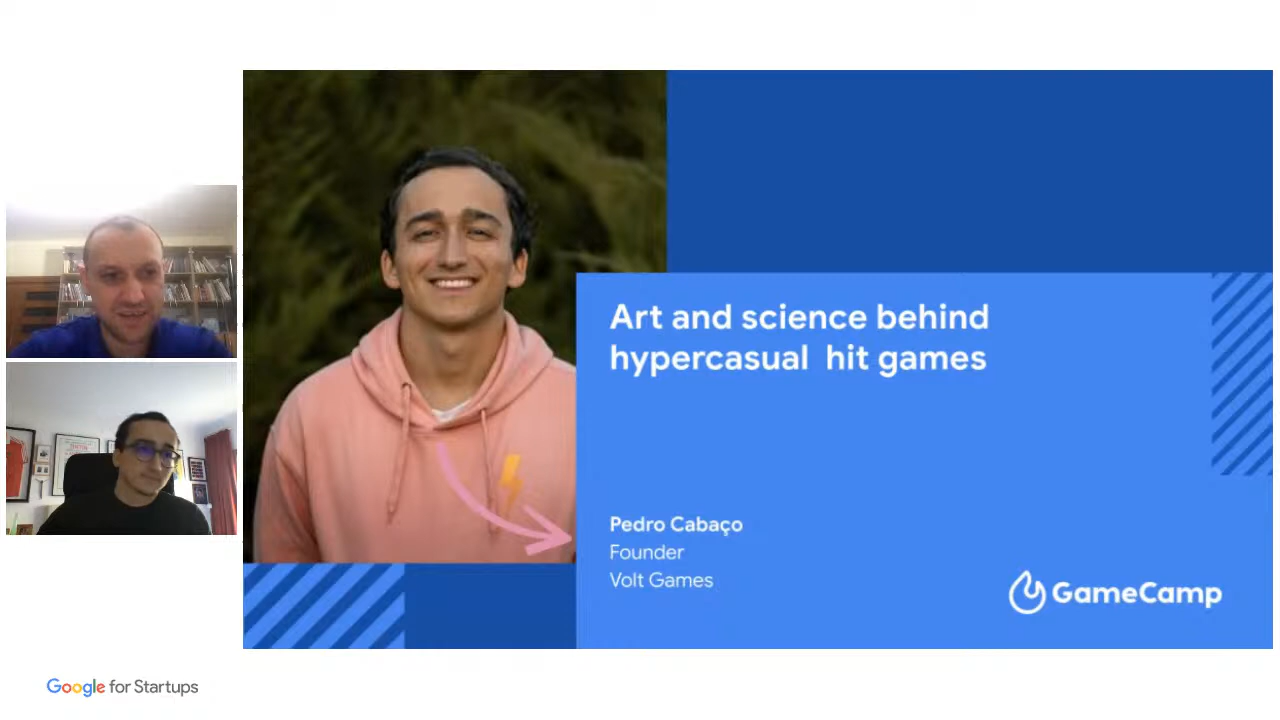 Art and science behind
hypercasual hit games
Pedro Cabaço
Founder
Volt Games
GameCamp
Google for Startups